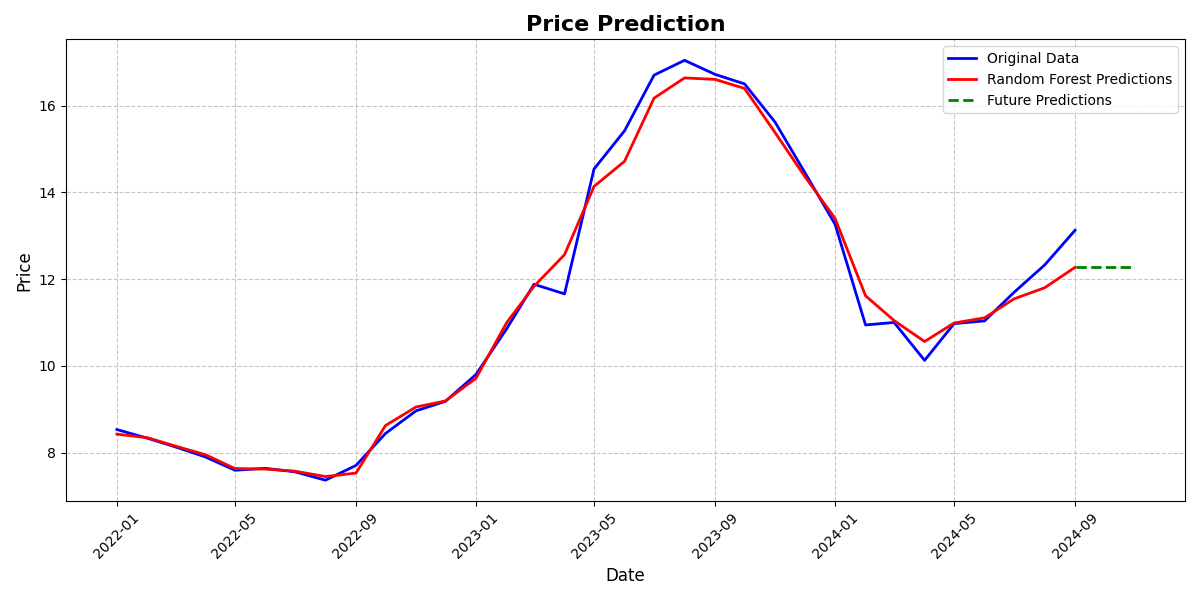 Price Prediction
Original Data
Random Forest Predictions
Future Predictions
Price
16
14
12
10
8
2022-01
2022-05
2022-09
2023-01
2023-05
2023-09
2024-01
2024-05
2024-09
Date